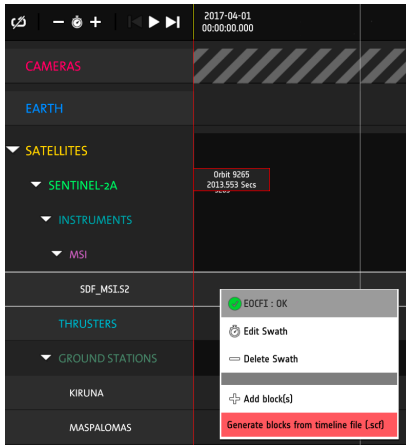 2017-04-01
00:00:00.000
CAMERAS
EARTH
SATELLITES
Orbit 9265
2013.553 Secs
SENTINEL-2A
INSTRUMENTS
MSI
SDF_MSI.S2
EOCFI : OK
THRUSTERS
Edit Swath
GROUND STATIONS
Delete Swath
KIRUNA
Add block(s)
MASPALOMAS
Generate blocks from timeline file (.scf)